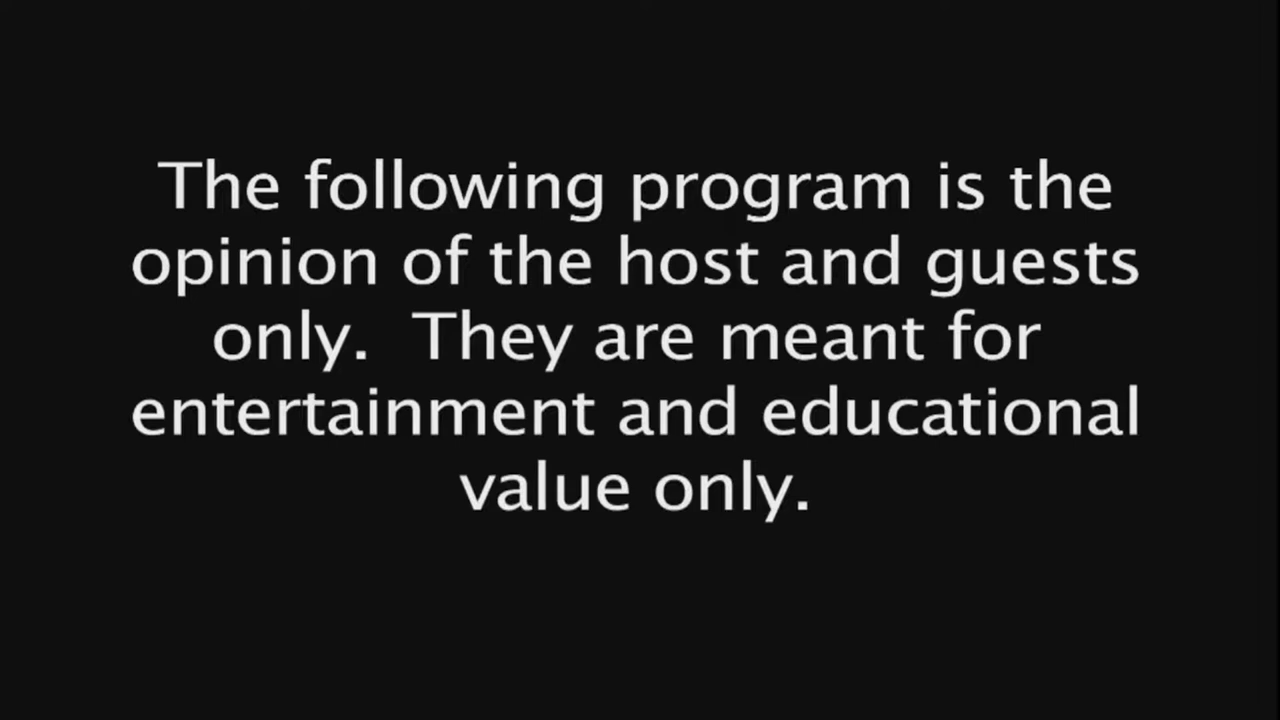 The following program is the
opinion of the host and guests
only.  They are meant for
entertainment and educational
value only.